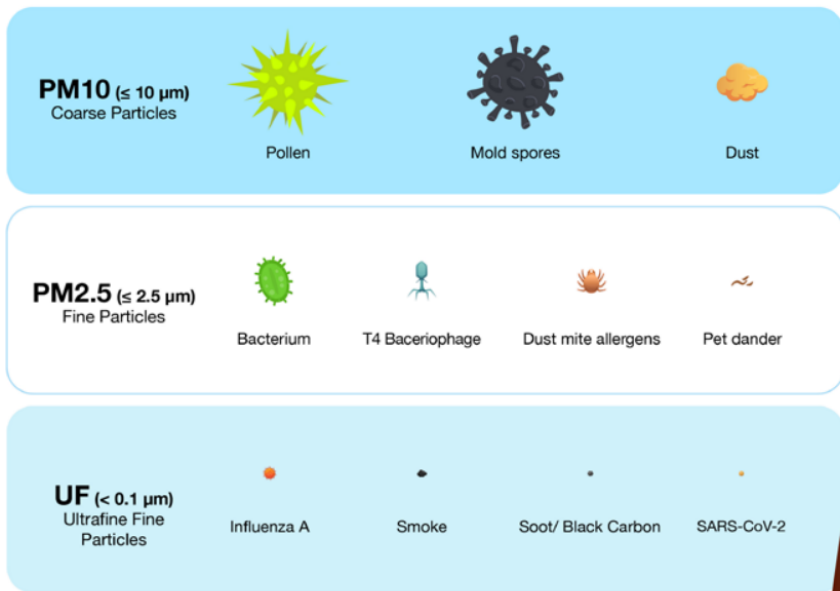 PM10 (≤ 10 μm)
Coarse Particles
Pollen
Mold spores
Dust
PM2.5 (≤ 2.5 μm)
Fine Particles
Bacterium
T4 Baceriophage
Dust mite allergens
Pet dander
UF (< 0.1 μm)
Ultrafine Fine
Particles
Influenza A
Smoke
Soot/ Black Carbon
SARS-CoV-2